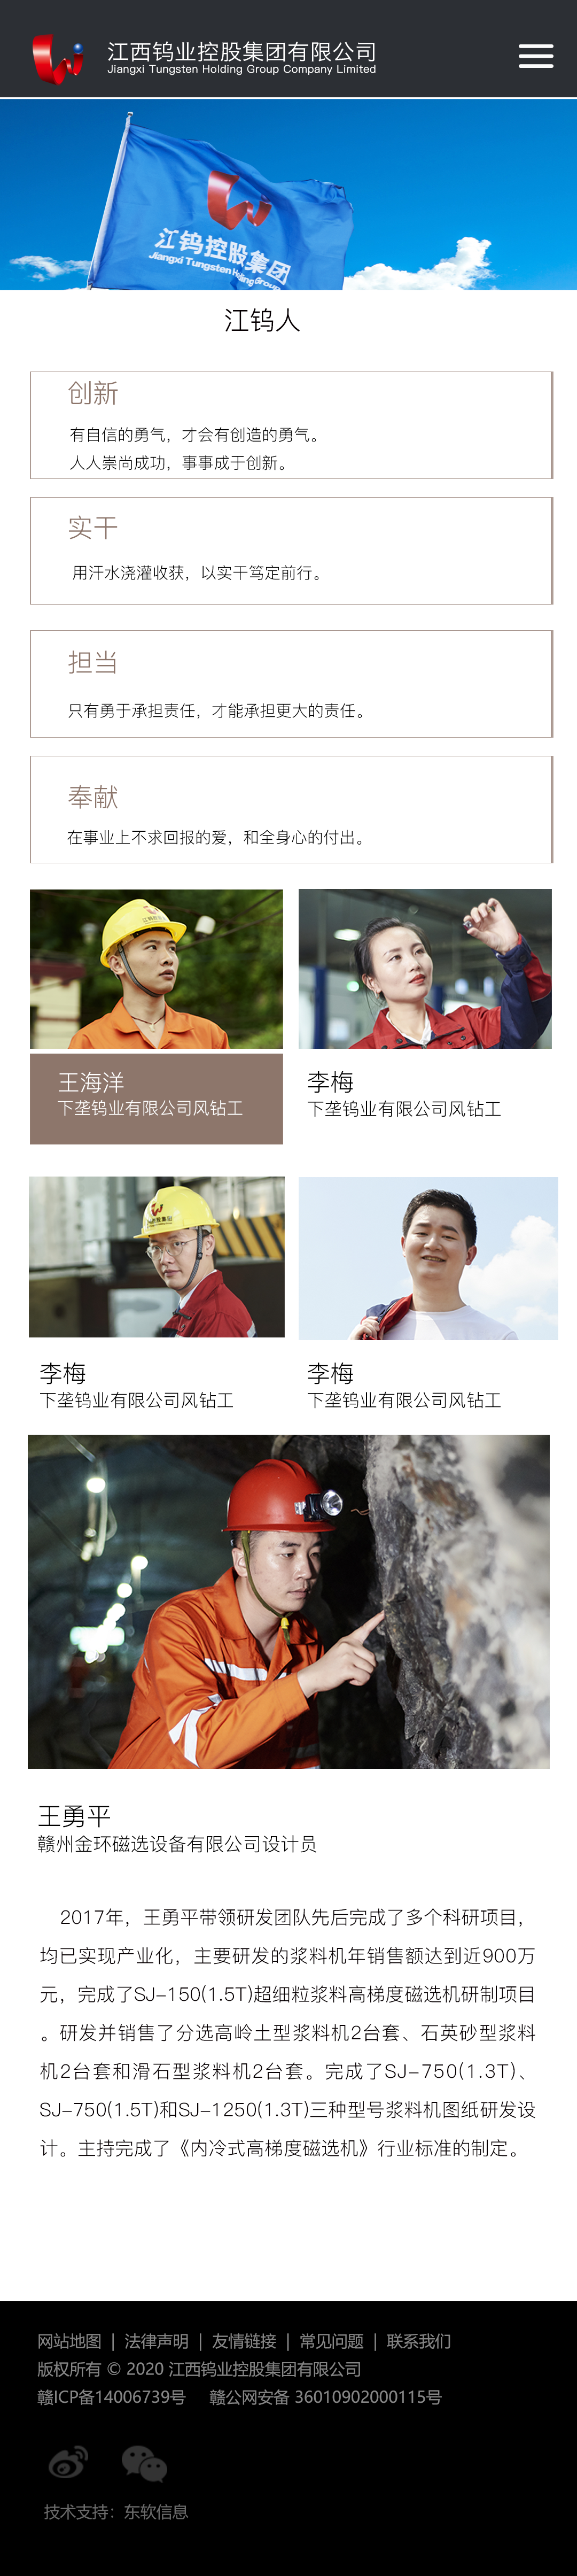 江西钨业控股集团有限公司
Jiangxi Tungsten Holding Group Company Limited
江钨控股集团
Jiangxi Tungsten Holding Group
江钨人
创新
有自信的勇气，才会有创造的勇气。
人人崇尚成功，事事成于创新。
实干
用汗水浇灌收获，以实干笃定前行。
担当
只有勇于承担责任，才能承担更大的责任。
奉献
在事业上不求回报的爱，和全身心的付出。
王海洋
下垄钨业有限公司风钻工
李梅
下垄钨业有限公司风钻工
李梅
下垄钨业有限公司风钻工
李梅
下垄钨业有限公司风钻工
王勇平
赣州金环磁选设备有限公司设计员
2017年，王勇平带领研发团队先后完成了多个科研项目，
均已实现产业化，主要研发的浆料机年销售额达到近900万
元，完成了SJ-150(1.5T)超细粒浆料高梯度磁选机研制项目
。研发并销售了分选高岭土型浆料机2台套、石英砂型浆料
机2台套和滑石型浆料机2台套。完成了SJ-750(1.3T)、
SJ-750(1.5T)和SJ-1250(1.3T)三种型号浆料机图纸研发设
计。主持完成了《内冷式高梯度磁选机》行业标准的制定。
网站地图 | 法律声明 | 友情链接 | 常见问题 | 联系我们
版权所有 © 2020 江西钨业控股集团有限公司
赣ICP备14006739号 赣公网安备 36010902000115号
技术支持：东软信息